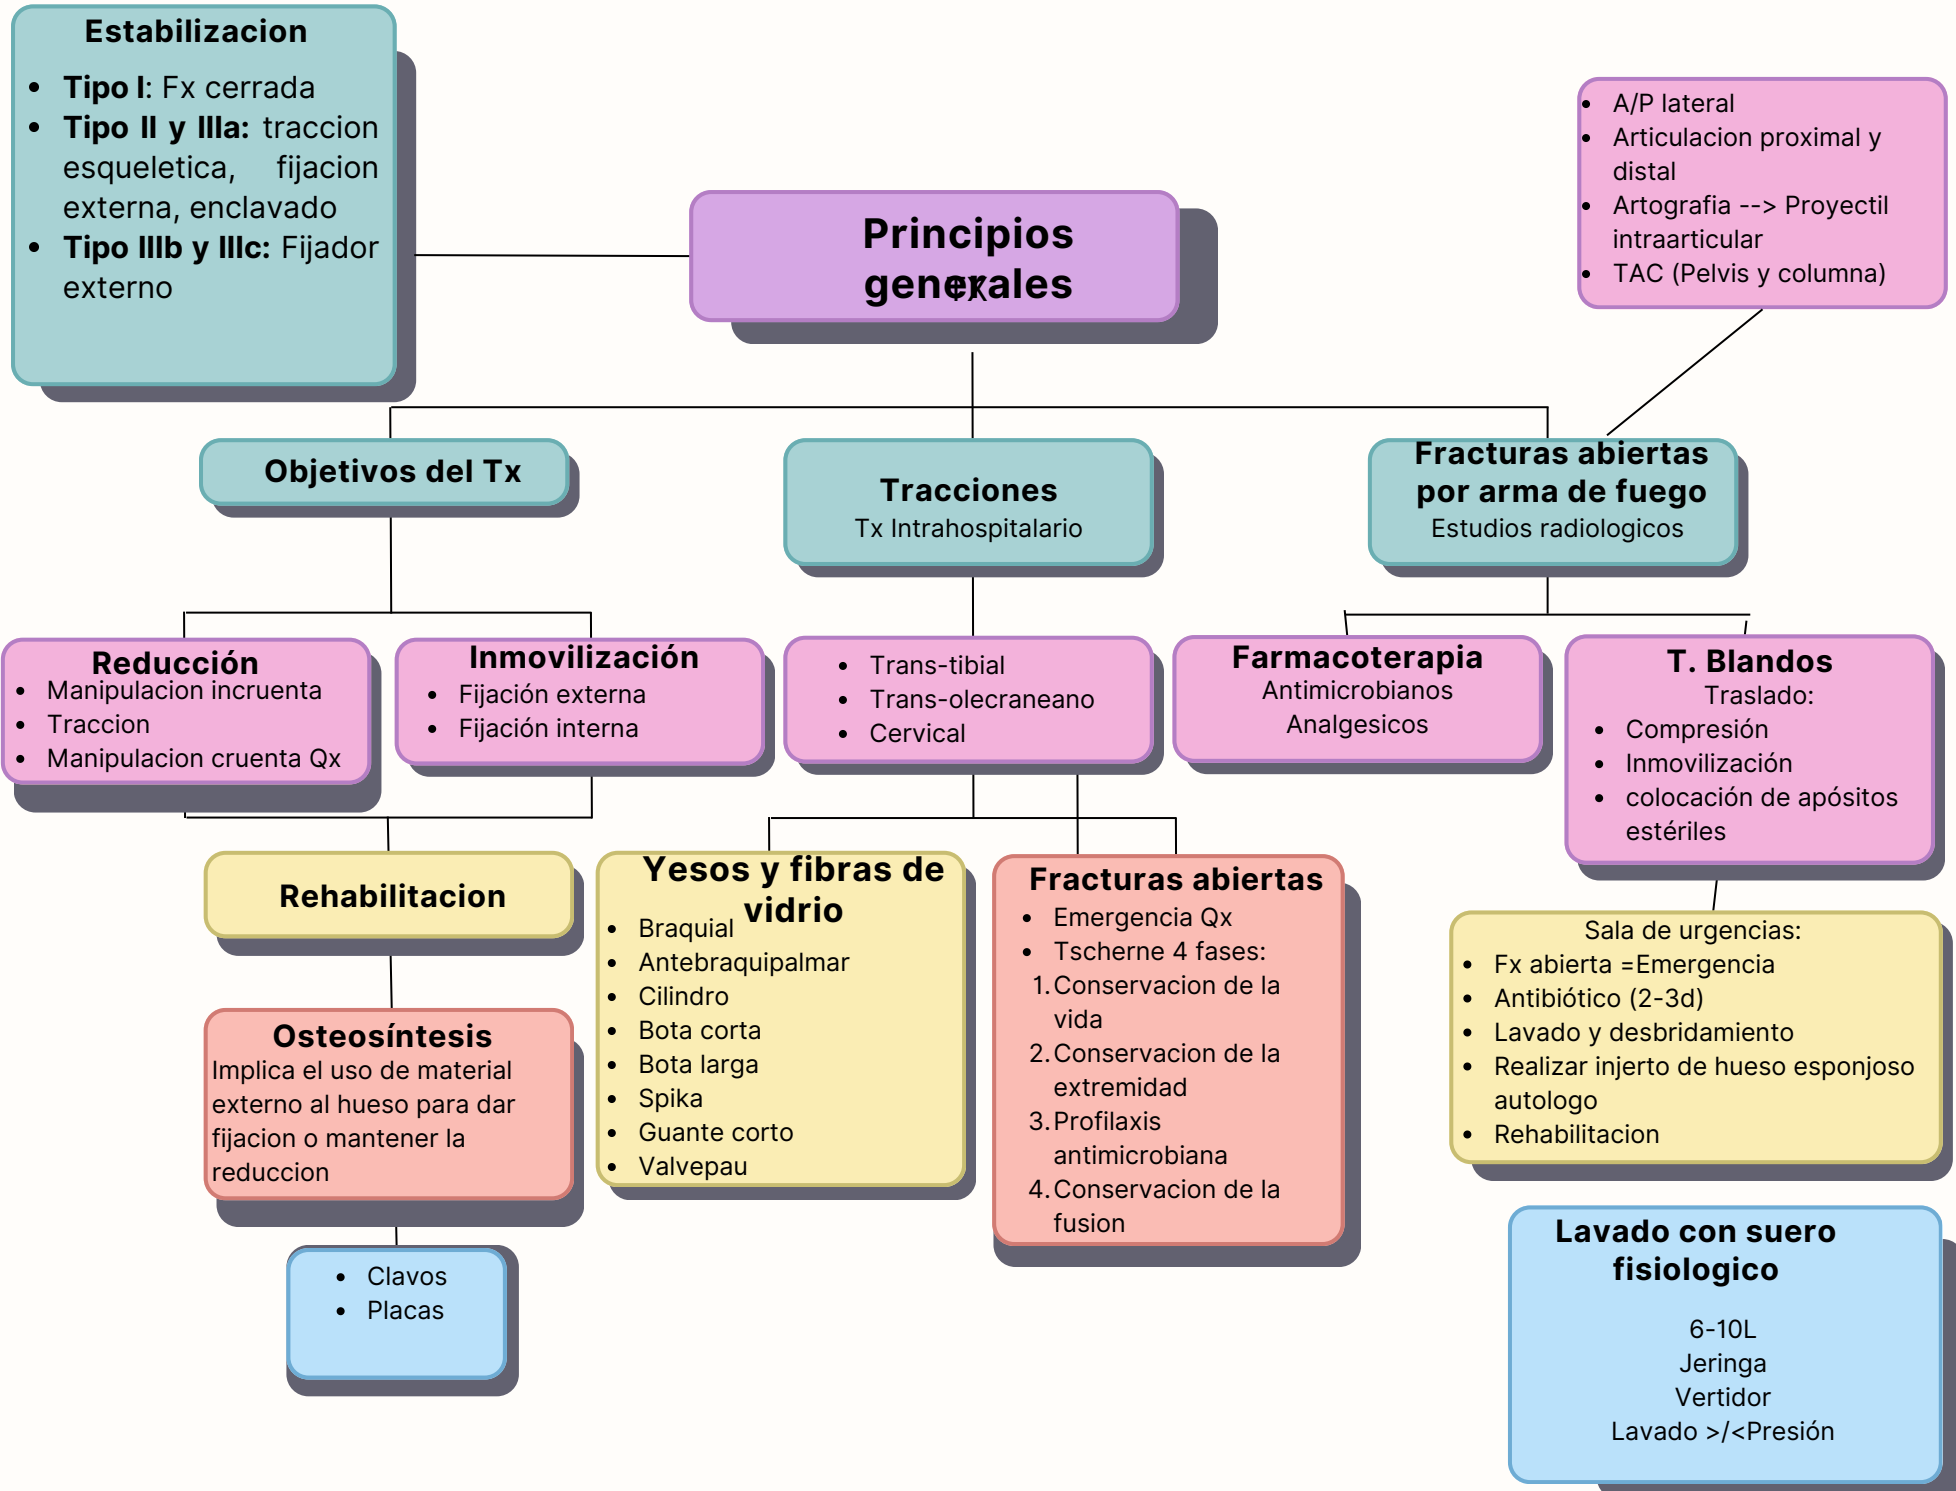 Estabilizacion
• Tipo I: Fx cerrada
• Tipo II y IIIa: traccion
esqueletica, fijacion
externa, enclavado
• Tipo IIIb y IIIc: Fijador
externo
Principios
generales
TX
• A/P lateral
• Articulacion proximal y
distal
• Artografia --> Proyectil
intraarticular
• TAC (Pelvis y columna)
Objetivos del Tx
Tracciones
Tx Intrahospitalario
Fracturas abiertas
por arma de fuego
Estudios radiologicos
Reducción
• Manipulacion incruenta
• Traccion
• Manipulacion cruenta Qx
Inmovilización
• Fijación externa
• Fijación interna
• Trans-tibial
• Trans-olecraneano
• Cervical
Farmacoterapia
Antimicrobianos
Analgesicos
T. Blandos
Traslado:
• Compresión
• Inmovilización
• colocación de apósitos
estériles
Rehabilitacion
Yesos y fibras de
vidrio
• Braquial
• Antebraquipalmar
• Cilindro
• Bota corta
• Bota larga
• Spika
• Guante corto
• Valvepau
Fracturas abiertas
• Emergencia Qx
• Tscherne 4 fases:
1. Conservacion de la
vida
2. Conservacion de la
extremidad
3. Profilaxis
antimicrobiana
4. Conservacion de la
fusion
Sala de urgencias:
• Fx abierta =Emergencia
• Antibiótico (2-3d)
• Lavado y desbridamiento
• Realizar injerto de hueso esponjoso
autologo
• Rehabilitacion
Osteosíntesis
Implica el uso de material
externo al hueso para dar
fijacion o mantener la
reduccion
• Clavos
• Placas
Lavado con suero
fisiologico
6-10L
Jeringa
Vertidor
Lavado >/<Presión